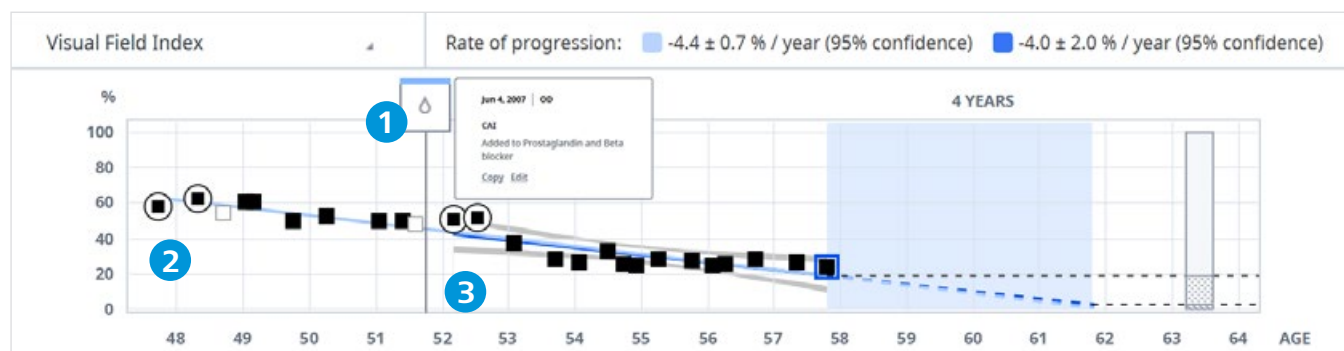 Visual Field Index
Rate of progression: -4.4 ± 0.7 % / year (95% confidence) -4.0 ± 2.0 % / year (95% confidence)
%
1
Jun 4, 2007 | OD
CAI
Added to Prostaglandin and Beta
blocker
Copy Edit
4 YEARS
100
80
60
40
20
0
2
3
48 49 50 51 52 53 54 55 56 57 58 59 60 61 62 63 64 AGE